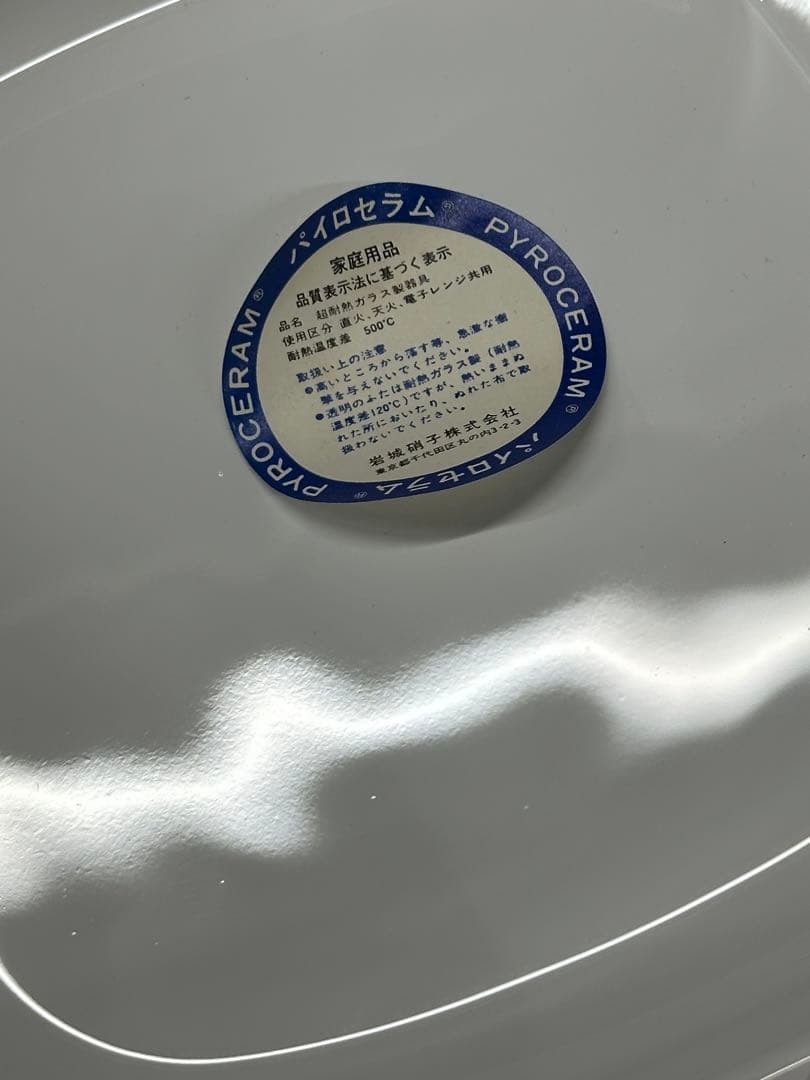 パイロセラム®
PYROCERAM®
家庭用品
品質表示法に基づく表示
品名 超耐熱ガラス製器具
使用区分 直火、天火、電子レンジ共用
耐熱温度差 500℃
取扱い上の注意
●高いところから落す等、急激な衝
撃を与えないでください。
●透明のふたは耐熱ガラス製(耐熱
温度差120℃)ですが、熱いままぬ
れた所においたり、ぬれた布で取
扱わないでください。
岩城硝子株式会社
東京都千代田区丸の内3-2-3
パイロセラム®
PYROCERAM®